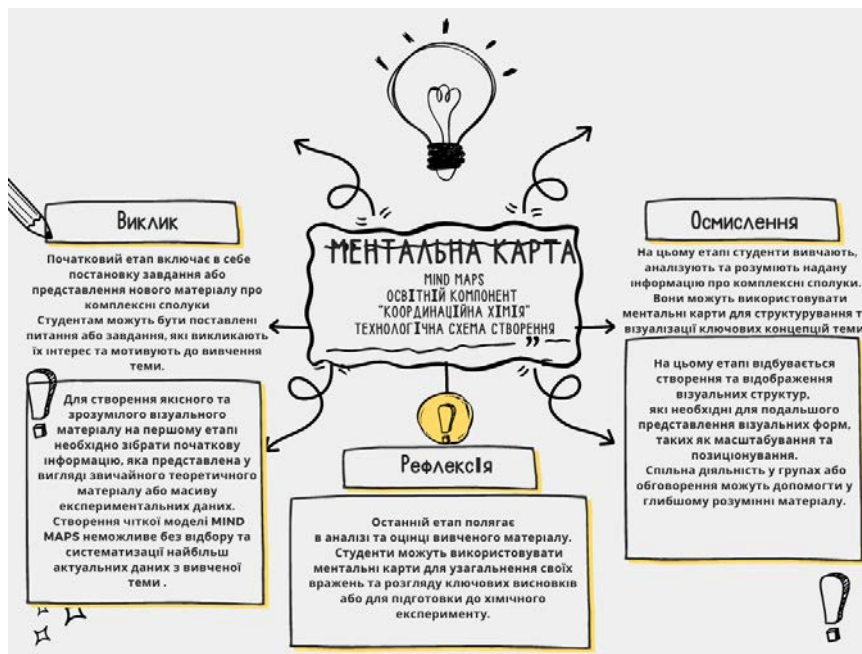 МЕНТАЛЬНА КАРТА
MIND MAPS
ОСВІТНІЙ КОМПОНЕНТ
"КООРДИНАЦІЙНА ХІМІЯ"
ТЕХНОЛОГІЧНА СХЕМА СТВОРЕННЯ
Виклик
Початковий етап включає в себе
постановку завдання або
представлення нового матеріалу про
комплексні сполуки
Студентам можуть бути поставлені
питання або завдання, які викликають
їх інтерес та мотивують до вивчення
теми.
Для створення якісного та
зрозумілого візуального
матеріалу на першому етапі
необхідно зібрати початкову
інформацію, яка представлена у
вигляді звичайного теоретичного
матеріалу або масиву
експериментальних даних.
Створення чіткої моделі MIND
MAPS неможливе без відбору та
систематизації найбільш
актуальних даних з вивченої
теми .
Рефлексія
Останній етап полягає
в аналізі та оцінці вивченого матеріалу.
Студенти можуть використовувати
ментальні карти для узагальнення своїх
вражень та розгляду ключових висновків
або для підготовки до хімічного
експерименту.
Осмислення
На цьому етапі студенти вивчають,
аналізують та розуміють надану
інформацію про комплексні сполуки.
Вони можуть використовувати
ментальні карти для структурування т
візуалізації ключових концепцій теми
На цьому етапі відбувається
створення та відображення
візуальних структур,
які необхідні для подальшого
представлення візуальних форм,
таких як масштабування та
позиціонування.
Спільна діяльність у групах або
обговорення можуть допомогти у
глибшому розумінні матеріалу.